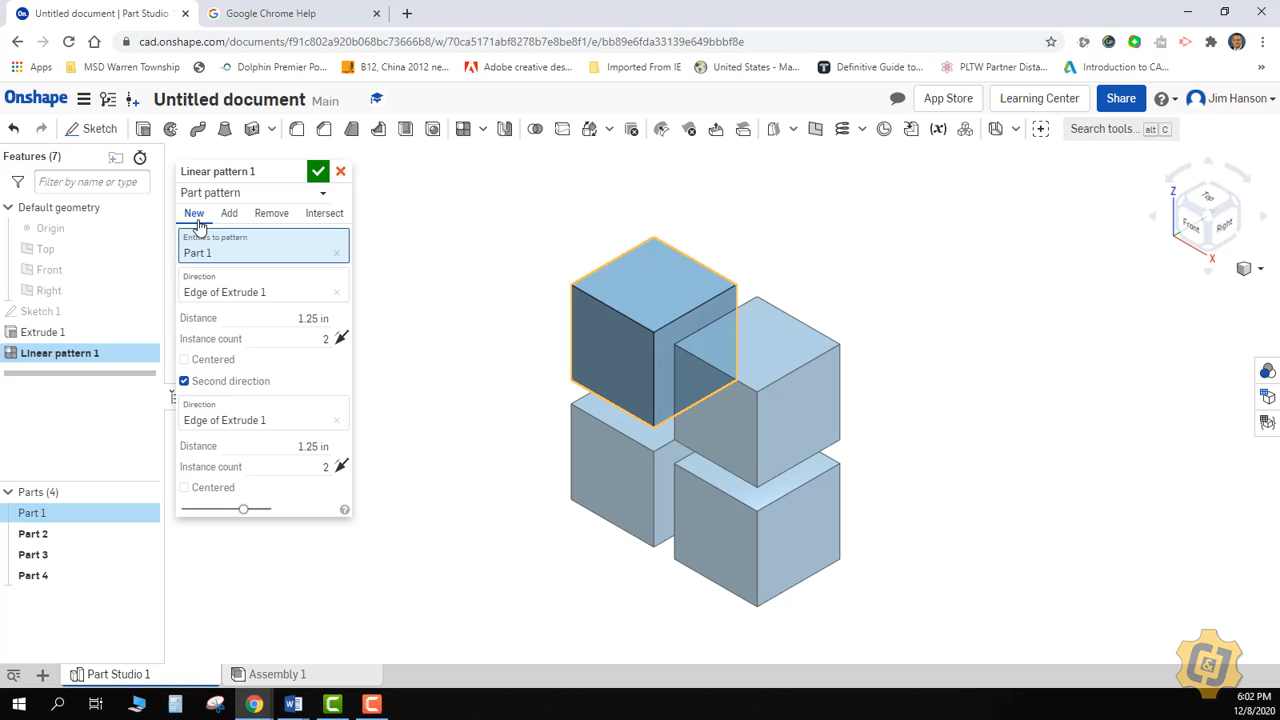 Untitled document | Part Studio
Google Chrome Help
cad.onshape.com/documents/f91c802a920b068bc73666b8/w/70ca5171abf8278b7e8be8f1/e/bb89e6fda33139e649bbbf8e
Apps
MSD Warren Township
Dolphin Premier Po...
B12, China 2012 ne...
Adobe creative des...
Imported From IE
United States - Ma...
Definitive Guide to...
PLTW Partner Dista...
Introduction to CA...
Onshape
Untitled document
Main
App Store
Learning Center
Share
Jim Hanson
Sketch
Search tools...
alt
C
Features (7)
Filter by name or type
Default geometry
Origin
Top
Front
Right
Sketch 1
Extrude 1
Linear pattern 1
Parts (4)
Part 1
Part 2
Part 3
Part 4
Linear pattern 1
Part pattern
New
Add
Remove
Intersect
Entities to pattern
Part 1
Direction
Edge of Extrude 1
Distance
1.25 in
Instance count
2
Centered
Second direction
Direction
Edge of Extrude 1
Distance
1.25 in
Instance count
2
Centered
Z
Top
Front
Right
X
Part Studio 1
Assembly 1
6:02 PM
12/8/2020